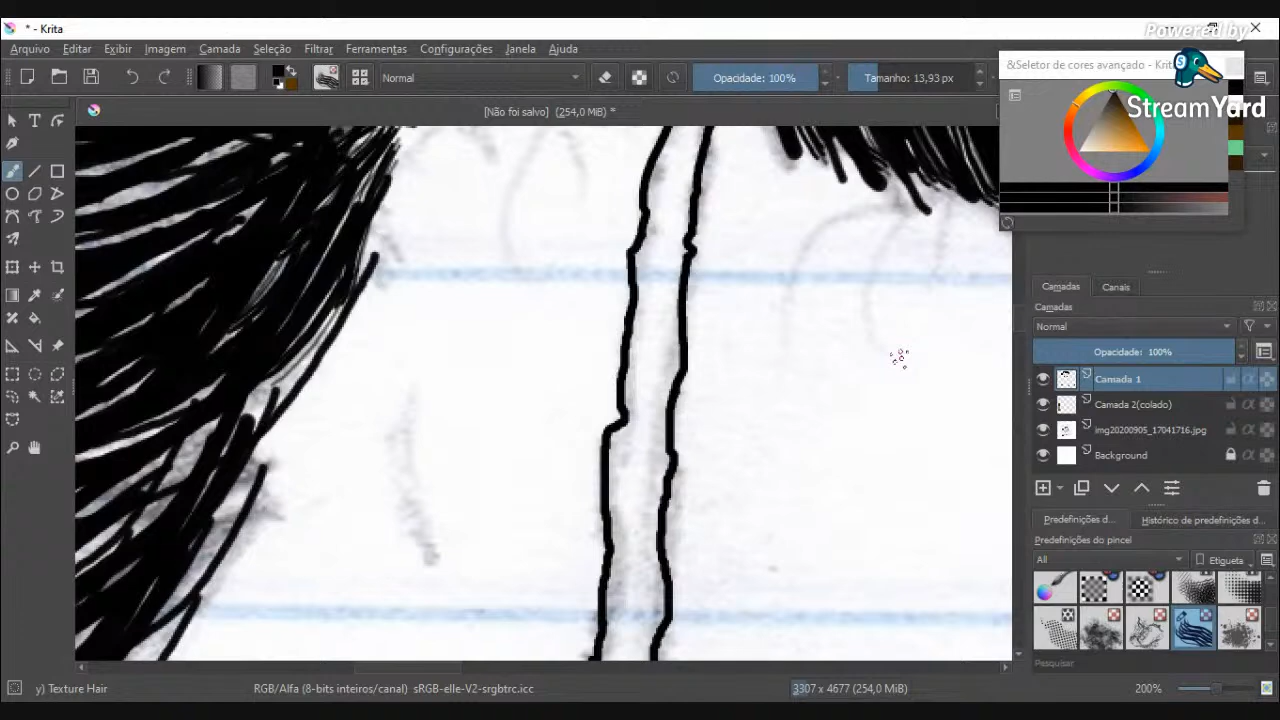 * - Krita
Powered by
Arquivo Editar Exibir Imagem Camada Seleção Filtrar Ferramentas Configurações Janela Ajuda
&Seletor de cores avançado - Krita
StreamYard
Normal
Opacidade: 100%
Tamanho: 13,93 px
[Não foi salvo] (254,0 MiB) *
Camadas Canais
Camadas
Normal
Opacidade: 100%
Camada 1
Camada 2(colado)
img20200905_17041716.jpg
Background
Predefinições d... Histórico de predefinições d...
Predefinições do pincel
All
Etiqueta
Pesquisar
y) Texture Hair
RGB/Alfa (8-bits inteiros/canal) sRGB-elle-V2-srgbtrc.icc
3307 x 4677 (254,0 MiB)
200%